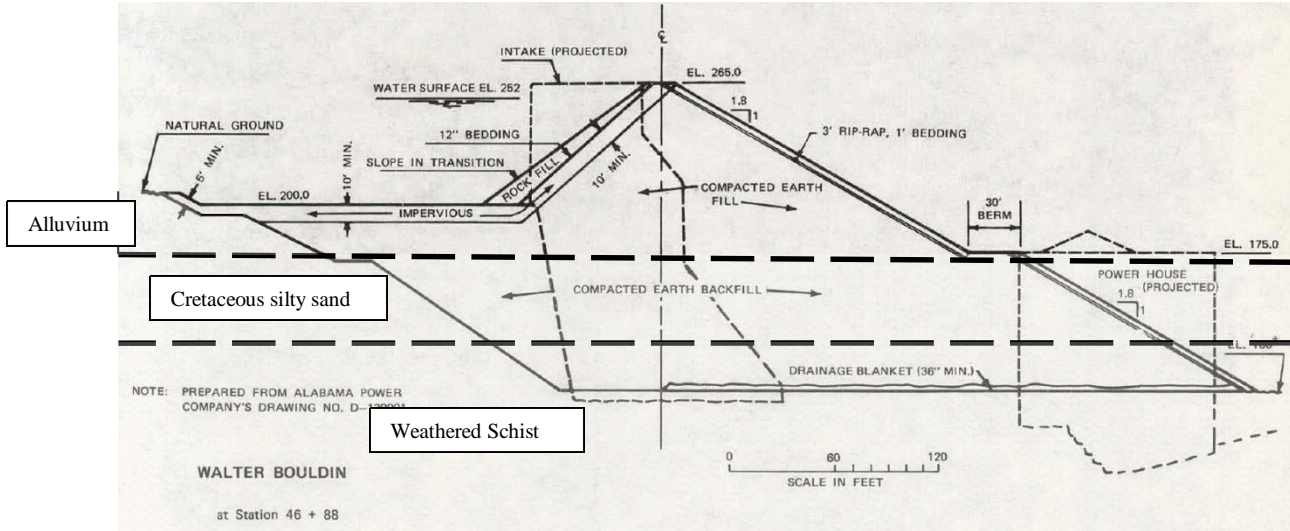 ℄
INTAKE (PROJECTED)
EL. 265.0
WATER SURFACE EL. 252
1.8
1
NATURAL GROUND
12" BEDDING
3' RIP-RAP, 1' BEDDING
5' MIN.
10' MIN.
SLOPE IN TRANSITION
ROCK FILL
10' MIN.
COMPACTED EARTH
FILL
EL. 200.0
IMPERVIOUS
30'
BERM
Alluvium
EL. 175.0
POWER HOUSE
(PROJECTED)
Cretaceous silty sand
COMPACTED EARTH BACKFILL
1.8
1
EL.
DRAINAGE BLANKET (36" MIN.)
NOTE: PREPARED FROM ALABAMA POWER
COMPANY'S DRAWING NO. D-
Weathered Schist
WALTER BOULDIN
0 60 120
SCALE IN FEET
at Station 46 + 88